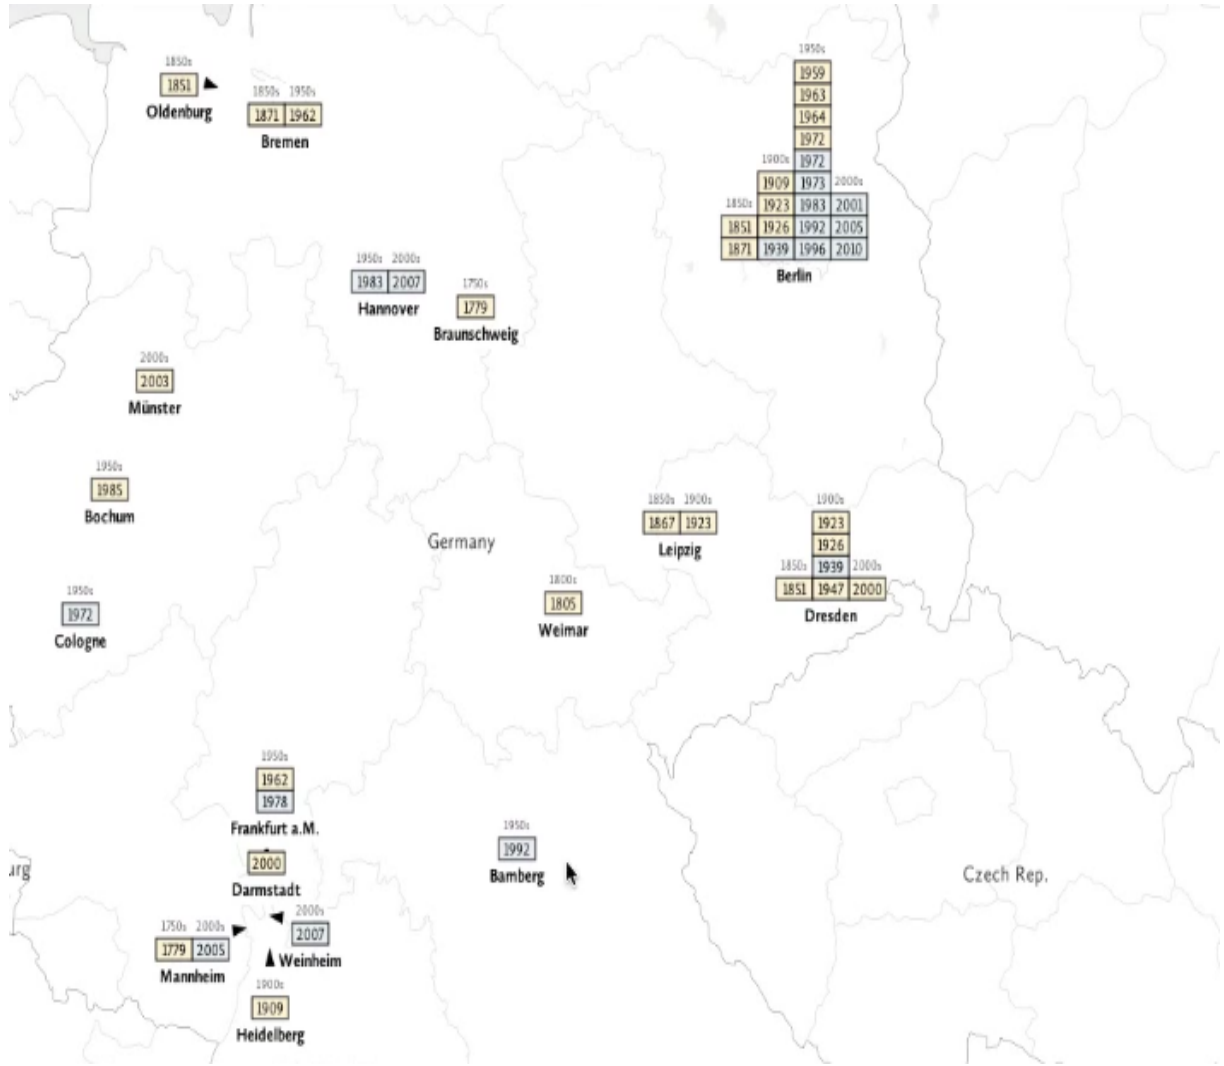 1850s
1851
Oldenburg
1850s 1950s
1871 1962
Bremen
1950s
1959
1963
1964
1972
1900s 1972
1909 1973 2000s
1850s 1923 1983 2001
1851 1926 1992 2005
1871 1939 1996 2010
Berlin
1950s 2000s
1983 2007
Hannover
1750s
1779
Braunschweig
2000s
2003
Münster
1950s
1985
Bochum
1850s 1900s
1867 1923
Leipzig
1900s
1923
1926
1850s 1939 2000s
1851 1947 2000
Dresden
Germany
1950s
1972
Cologne
1800s
1805
Weimar
1950s
1962
1978
Frankfurt a.M.
2000
Darmstadt
1950s
1992
Bamberg
urg
Czech Rep.
1750s 2000s
1779 2005
Mannheim
2000s
2007
Weinheim
1900s
1909
Heidelberg